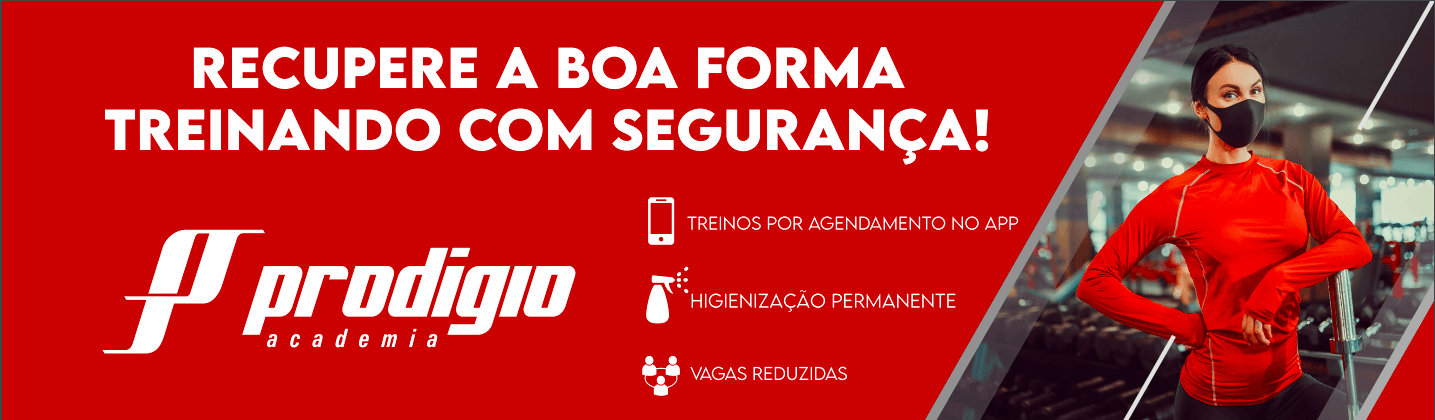 RECUPERE A BOA FORMA
TREINANDO COM SEGURANÇA!
TREINOS POR AGENDAMENTO NO APP
prodigio
academia
HIGIENIZAÇÃO PERMANENTE
VAGAS REDUZIDAS